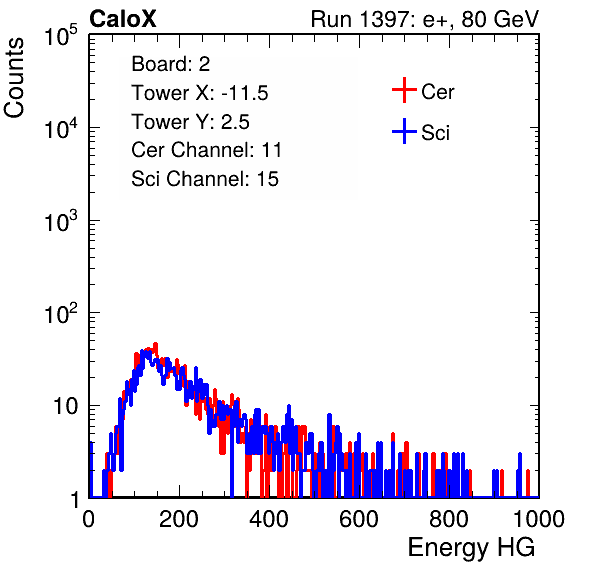 CaloX Run 1397: e+, 80 GeV
Counts
Board: 2
Tower X: -11.5
Tower Y: 2.5
Cer Channel: 11
Sci Channel: 15
Cer
Sci
10^5
10^4
10^3
10^2
10
1
0 200 400 600 800 1000
Energy HG